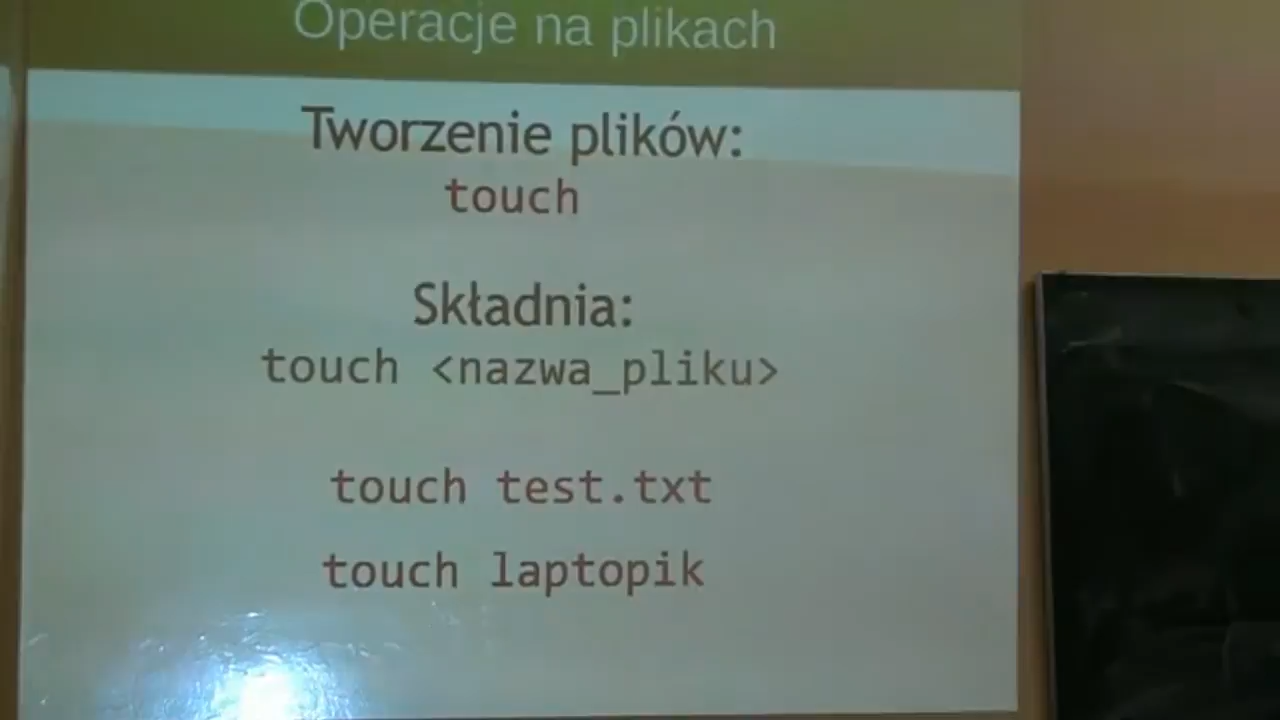 Operacje na plikach
Tworzenie plików:
touch
Składnia:
touch <nazwa_pliku>
touch test.txt
touch laptopik